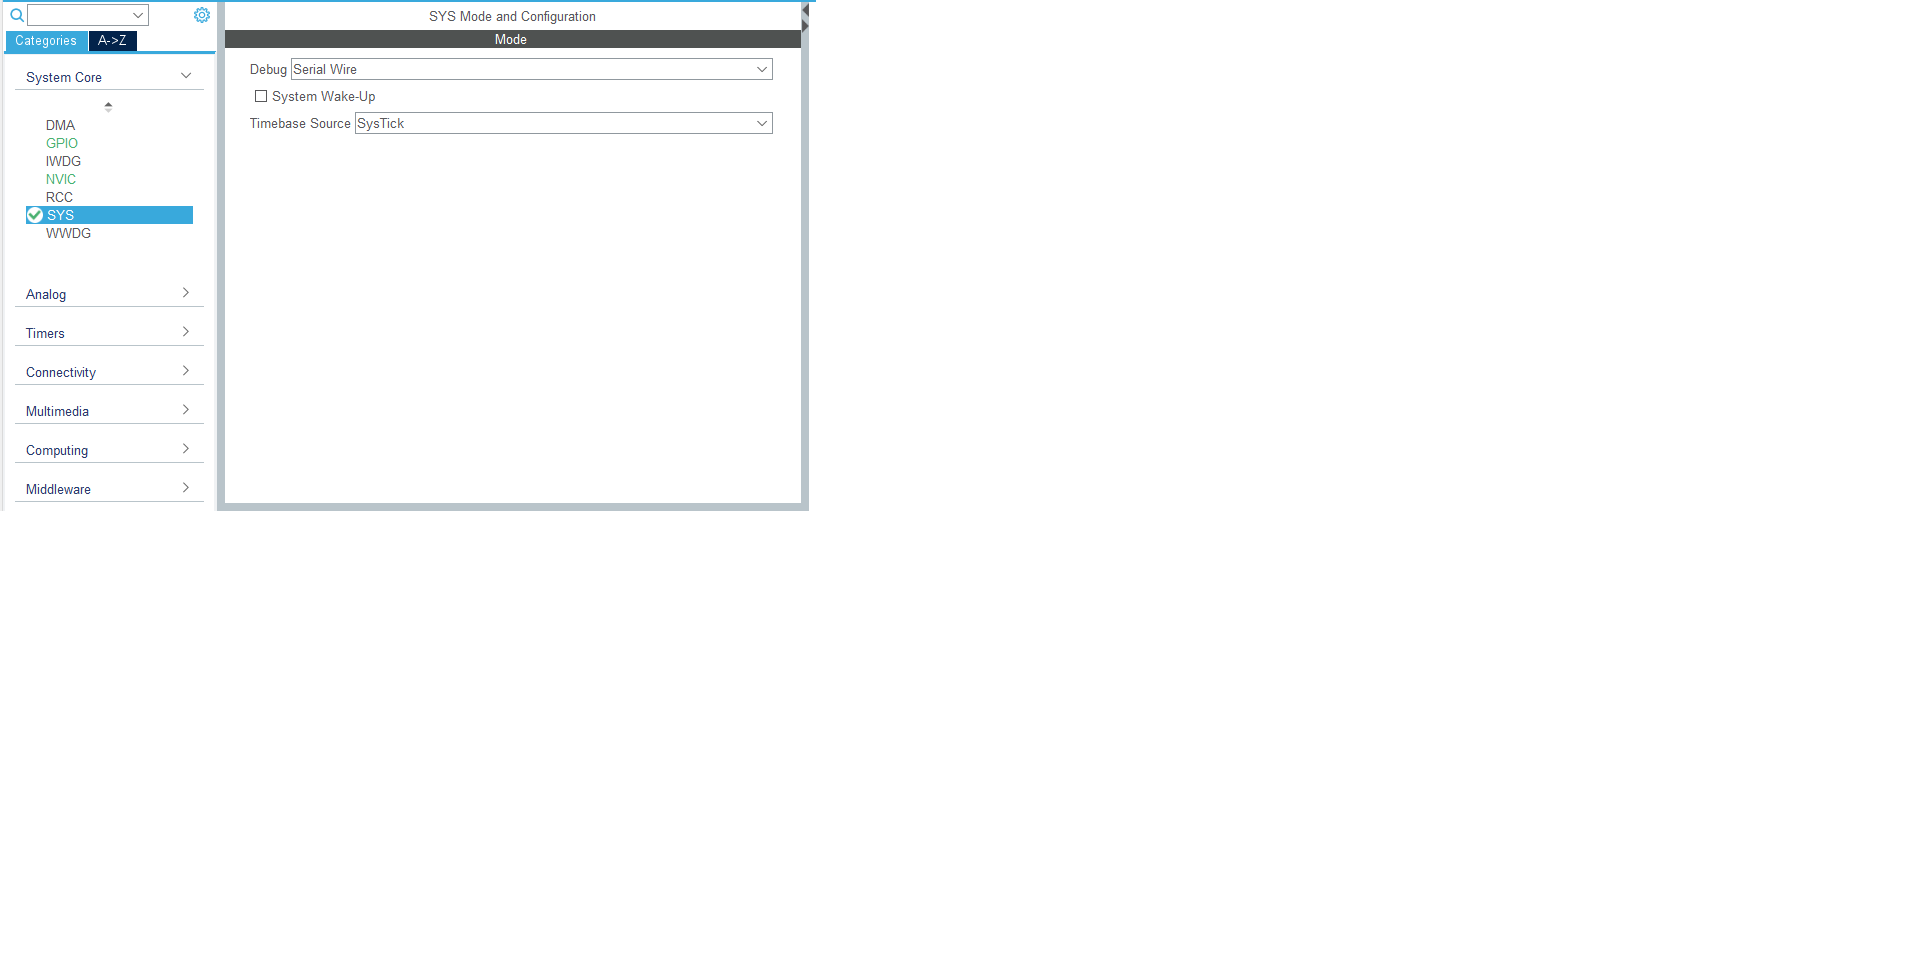 SYS Mode and Configuration
Categories A->Z
Mode
System Core
Debug Serial Wire
System Wake-Up
Timebase Source SysTick
DMA
GPIO
IWDG
NVIC
RCC
SYS
WWDG
Analog
Timers
Connectivity
Multimedia
Computing
Middleware